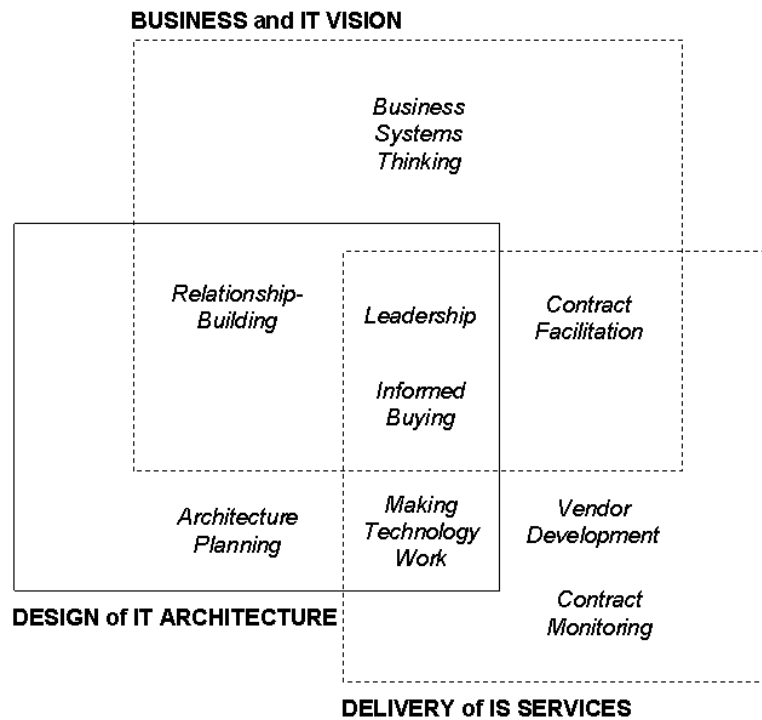 BUSINESS and IT VISION
Business
Systems
Thinking
Relationship-
Building
Leadership
Contract
Facilitation
Informed
Buying
Architecture
Planning
Making
Technology
Work
Vendor
Development
Contract
Monitoring
DESIGN of IT ARCHITECTURE
DELIVERY of IS SERVICES